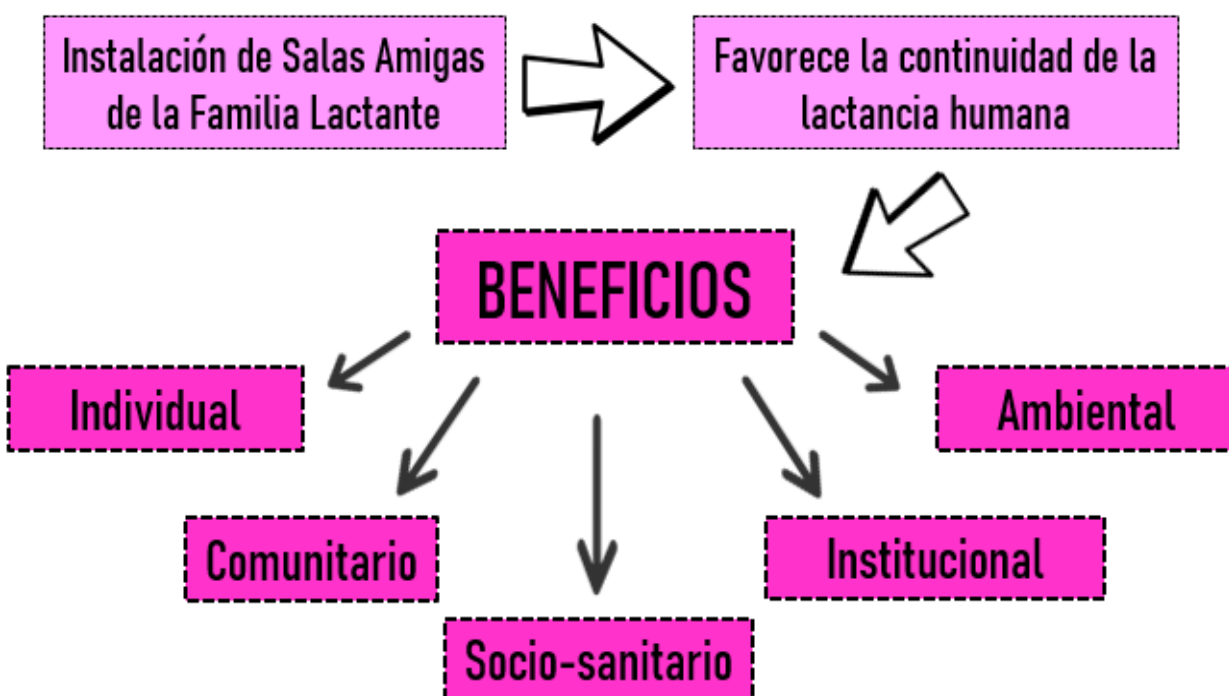 Instalación de Salas Amigas
de la Familia Lactante
Favorece la continuidad de la
lactancia humana
BENEFICIOS
Individual
Ambiental
Comunitario
Institucional
Socio-sanitario